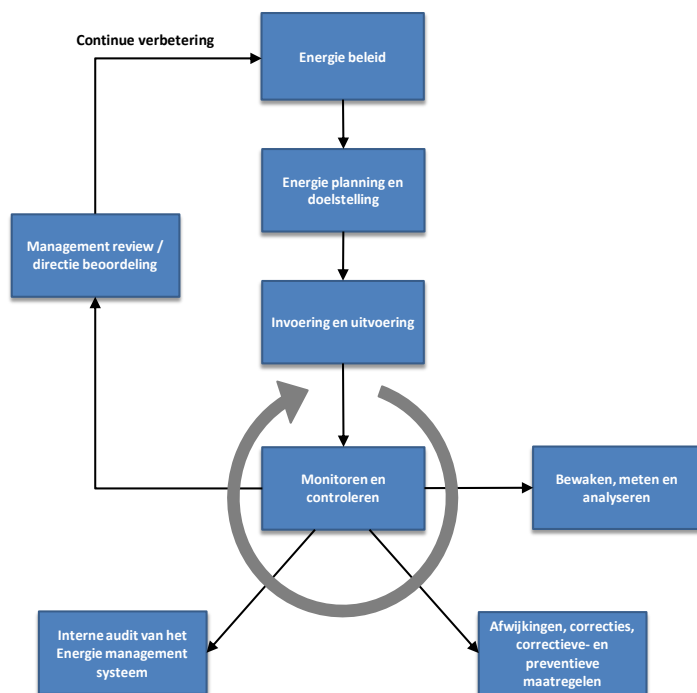 Continue verbetering
Energie beleid
Energie planning en
doelstelling
Management review /
directie beoordeling
Invoering en uitvoering
Monitoren en
controleren
Bewaken, meten en
analyseren
Interne audit van het
Energie management
systeem
Afwijkingen, correcties,
correctieve- en
preventieve
maatregelen